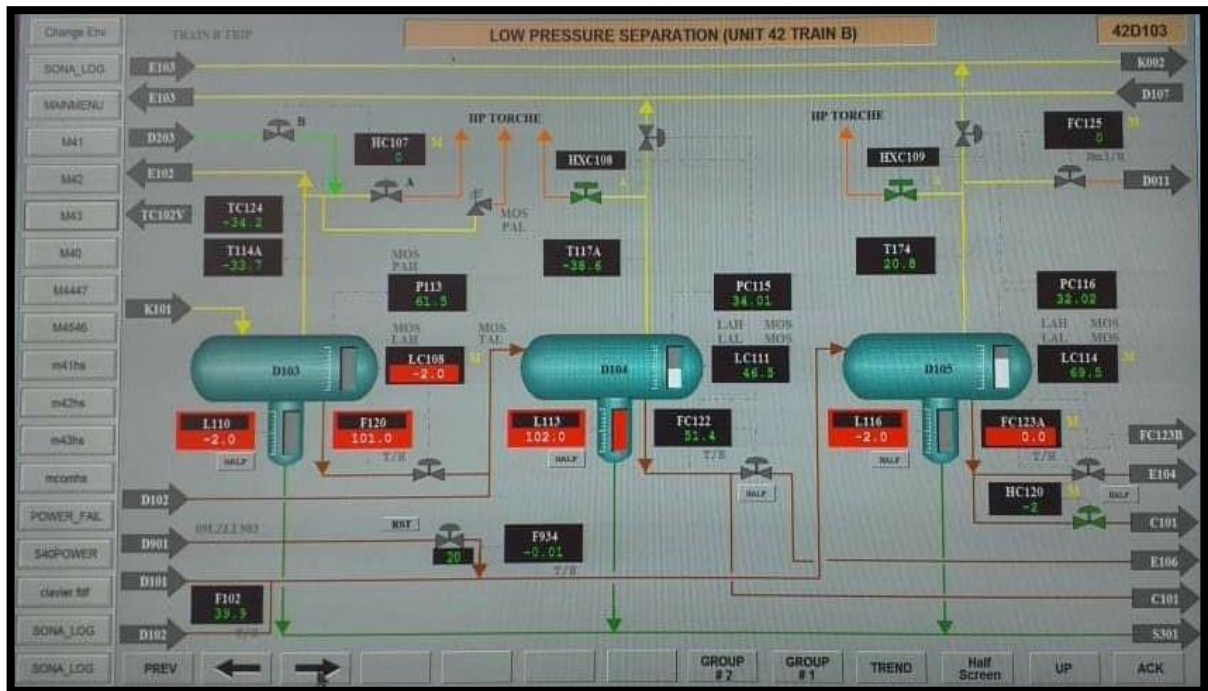 Change Env
TRAIN B TRIP
LOW PRESSURE SEPARATION (UNIT 42 TRAIN B)
42D103
SONA_LOG
E103
K002
MAINMENU
E103
D107
M41
D203
B
HC107
0
M
HP TORCHE
HXC108
HP TORCHE
HXC109
FC125
0
M
Nm3/H
M42
E102
A
A
A
D011
M43
TC102V
TC124
-34.2
MOS
PAL
M40
T114A
-33.7
MOS
PAH
T117A
-38.6
T174
20.8
M4447
P113
61.5
PC115
34.01
PC116
32.02
K101
M4546
MOS
LAH
MOS
TAL
LAH MOS
LAL MOS
LAH MOS
LAL MOS
m41hs
D103
LC108
-2.0
M
D104
LC111
46.5
D105
LC114
69.5
M
m42hs
m43hs
L110
-2.0
F120
101.0
L113
102.0
FC122
51.4
L116
-2.0
FC123A
0.0
M
FC123B
HALF
T/H
HALF
T/H
HALF
T/H
mcomhs
E104
HC120
-2
M
HALF
HALF
D102
POWER_FAIL
C101
RST
S40POWER
D901
20
F934
-0.01
T/H
E106
clavier fdf
D101
F102
39.9
T/H
C101
SONA_LOG
D102
S301
SONA_LOG
PREV
GROUP
# 2
GROUP
# 1
TREND
Half
Screen
UP
ACK